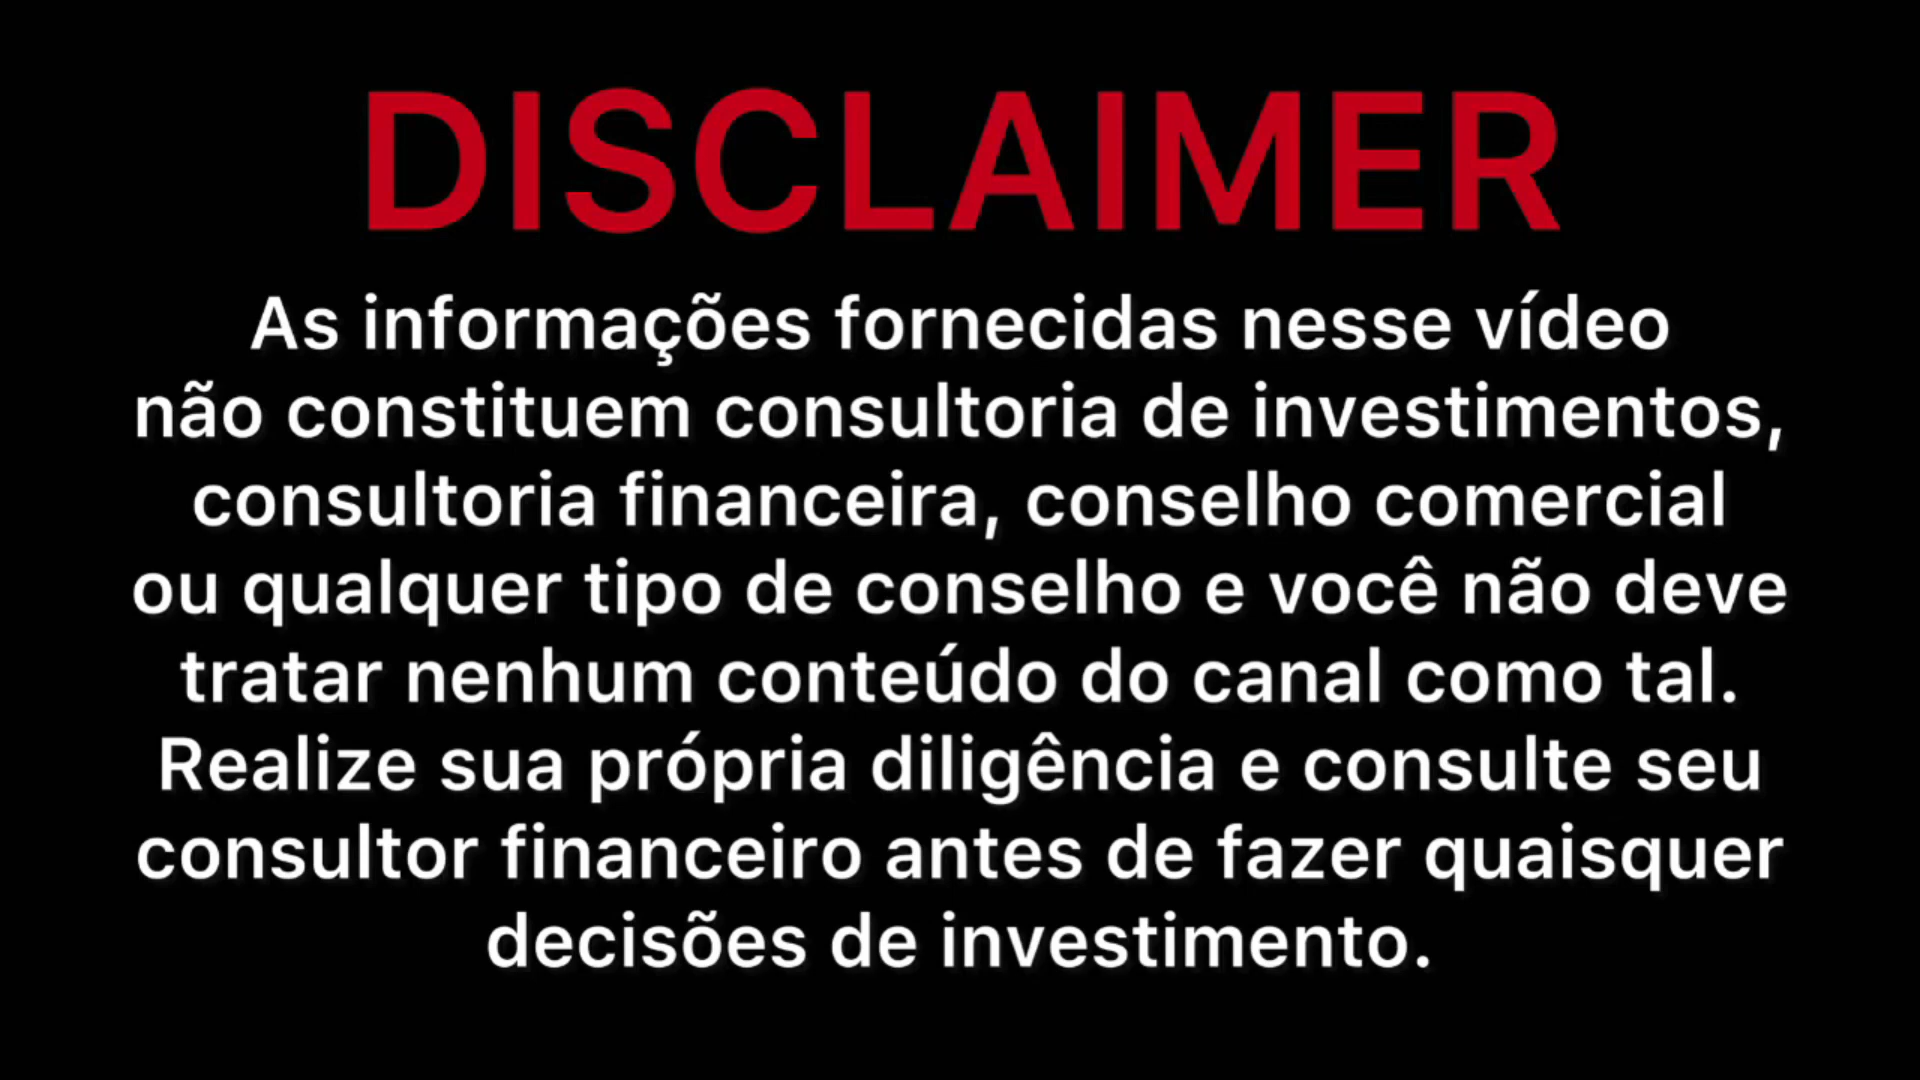 DISCLAIMER
As informações fornecidas nesse vídeo
não constituem consultoria de investimentos,
consultoria financeira, conselho comercial
ou qualquer tipo de conselho e você não deve
tratar nenhum conteúdo do canal como tal.
Realize sua própria diligência e consulte seu
consultor financeiro antes de fazer quaisquer
decisões de investimento.